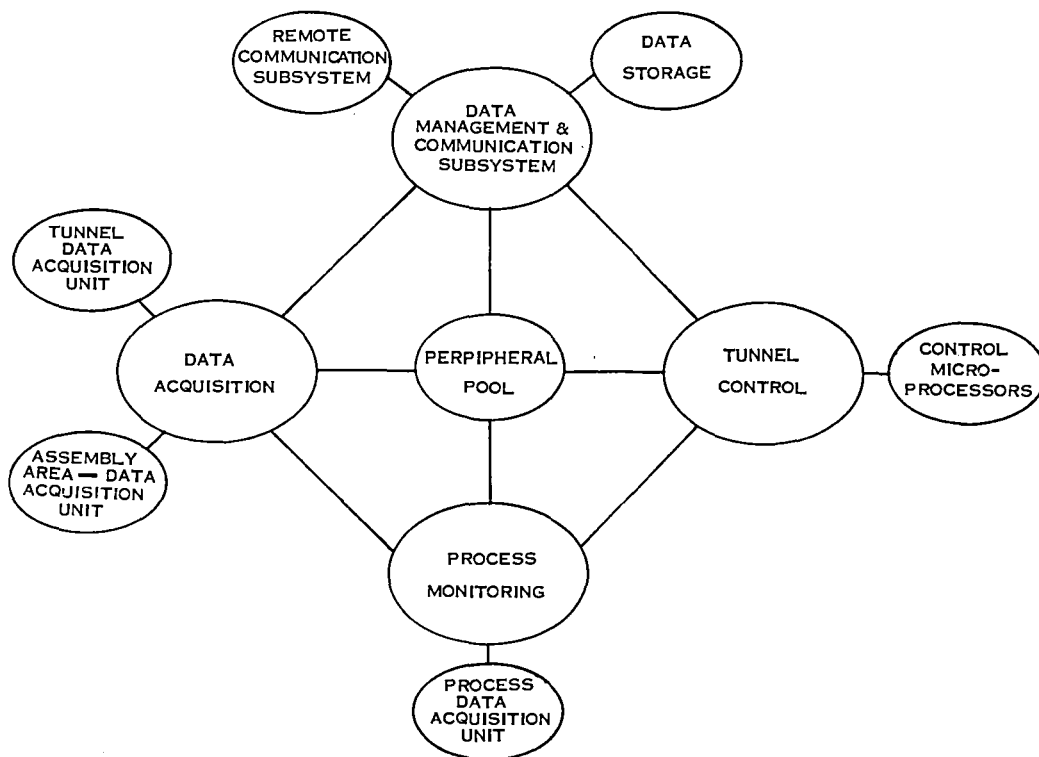 REMOTE
COMMUNICATION
SUBSYSTEM
DATA
STORAGE
DATA
MANAGEMENT &
COMMUNICATION
SUBSYSTEM
TUNNEL
DATA
ACQUISITION
UNIT
DATA
ACQUISITION
PERPIPHERAL
POOL
TUNNEL
CONTROL
CONTROL
MICRO-
PROCESSORS
ASSEMBLY
AREA — DATA
ACQUISITION
UNIT
PROCESS
MONITORING
PROCESS
DATA
ACQUISITION
UNIT